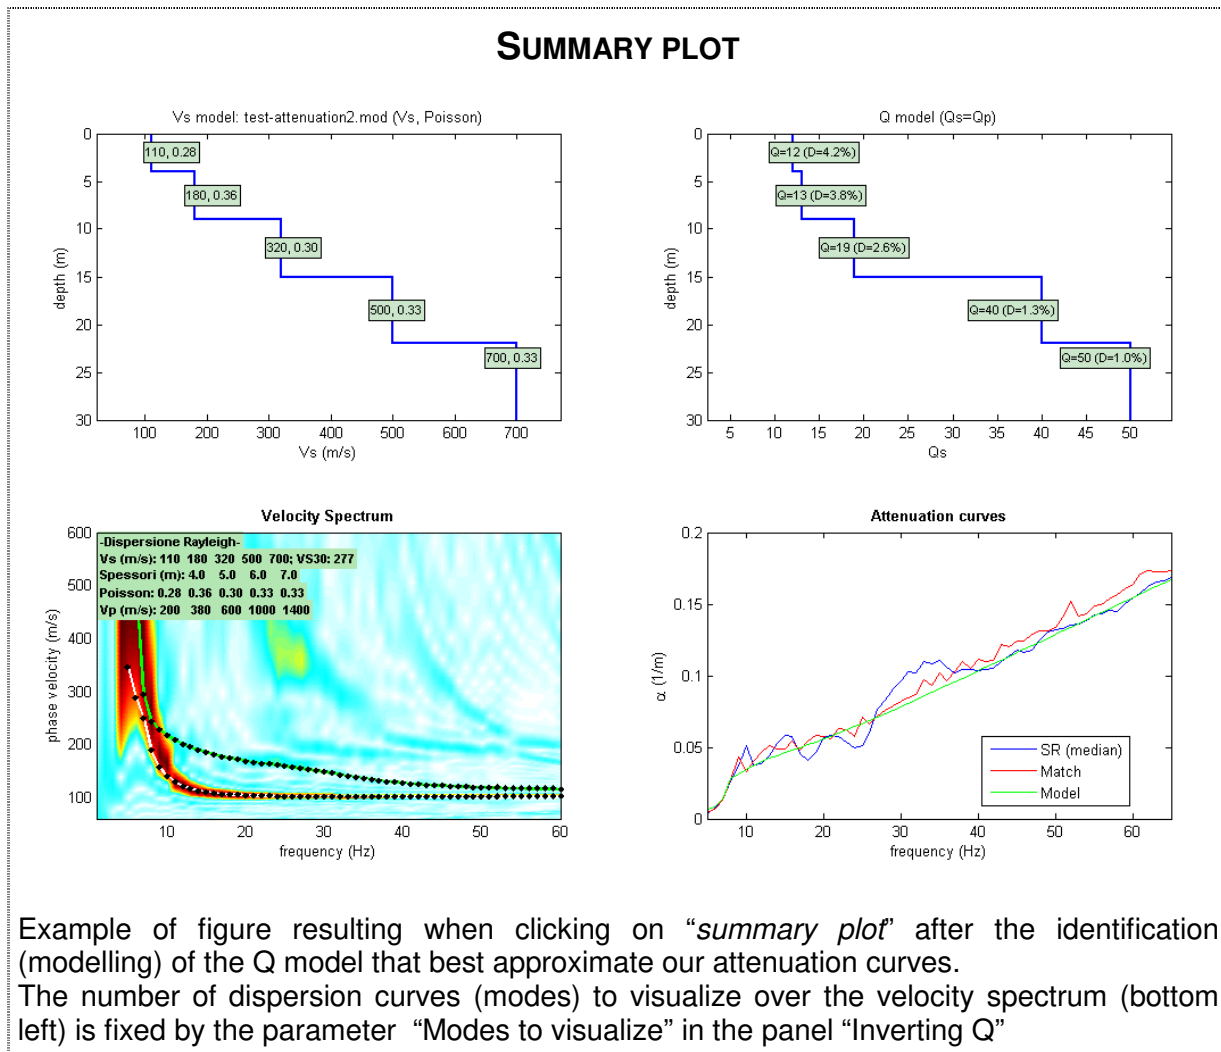 SUMMARY PLOT
Vs model: test-attenuation2.mod (Vs, Poisson)
0
5
10
15
20
25
30
depth (m)
110, 0.28
180, 0.36
320, 0.30
500, 0.33
700, 0.33
100 200 300 400 500 600 700
Vs (m/s)
Q model (Qs=Qp)
0
5
10
15
20
25
30
depth (m)
Q=12 (D=4.2%)
Q=13 (D=3.8%)
Q=19 (D=2.6%)
Q=40 (D=1.3%)
Q=50 (D=1.0%)
5 10 15 20 25 30 35 40 45 50
Qs
Velocity Spectrum
600
500
400
300
200
100
phase velocity (m/s)
-Dispersione Rayleigh-
Vs (m/s): 110 180 320 500 700; VS30: 277
Spessori (m): 4.0 5.0 6.0 7.0
Poisson: 0.28 0.36 0.30 0.33 0.33
Vp (m/s): 200 380 600 1000 1400
10 20 30 40 50 60
frequency (Hz)
Attenuation curves
0.2
0.15
0.1
0.05
0
α (1/m)
SR (median)
Match
Model
10 20 30 40 50 60
frequency (Hz)
Example of figure resulting when clicking on “summary plot” after the identification
(modelling) of the Q model that best approximate our attenuation curves.
The number of dispersion curves (modes) to visualize over the velocity spectrum (bottom
left) is fixed by the parameter “Modes to visualize” in the panel “Inverting Q”